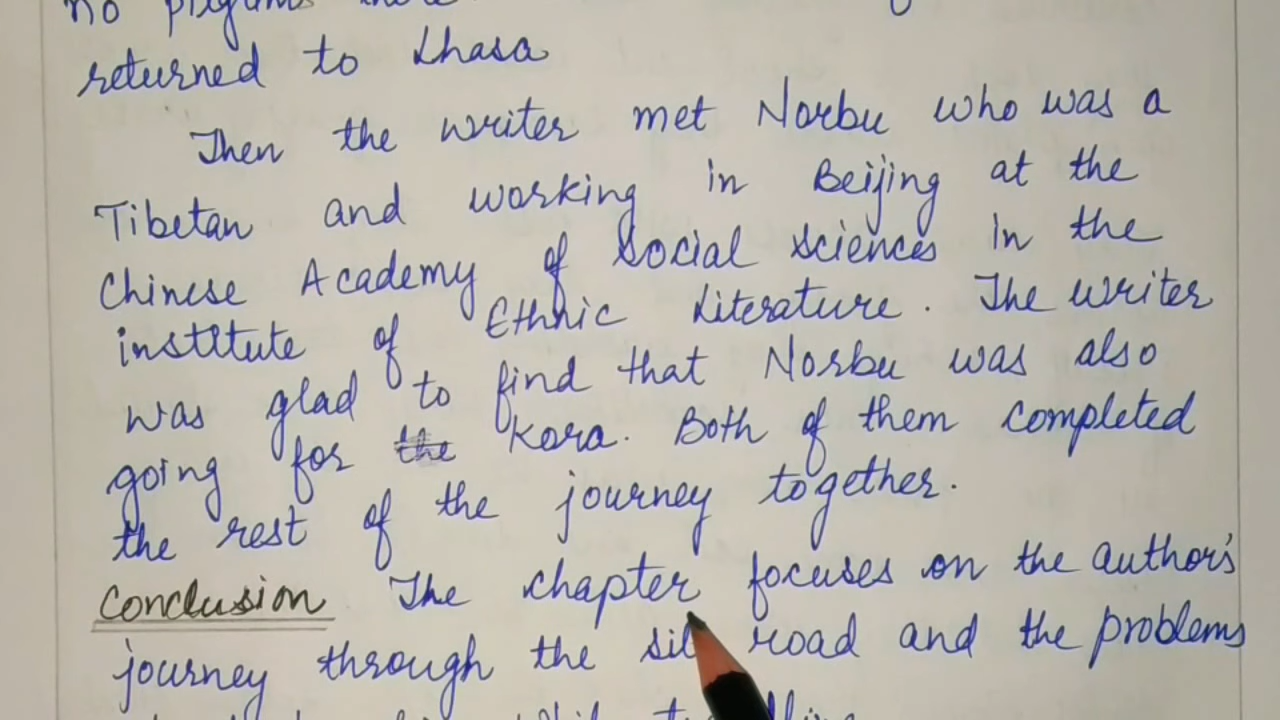 no pilgrims
returned to Lhasa
Then the writer met Norbu who was a
Tibetan and working in Beijing at the
Chinese Academy of Social Sciences in the
institute of Ethnic Literature. The writer
was glad to find that Norbu was also
going for the Kora. Both of them completed
the rest of the journey together.
Conclusion The chapter focuses on the author's
journey through the sil road and the problems